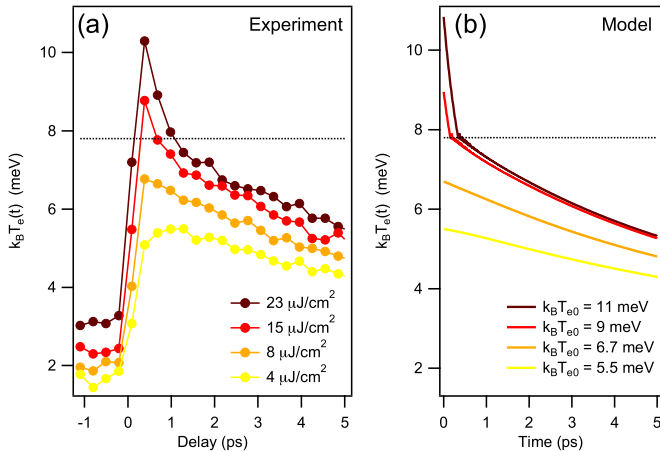 (a)
Experiment
10
8
6
4
2
k_BT_e(t) (meV)
23 μJ/cm²
15 μJ/cm²
8 μJ/cm²
4 μJ/cm²
-1 0 1 2 3 4 5
Delay (ps)
(b)
Model
10
8
6
4
2
k_BT_e(t) (meV)
k_BT_e0 = 11 meV
k_BT_e0 = 9 meV
k_BT_e0 = 6.7 meV
k_BT_e0 = 5.5 meV
0 1 2 3 4 5
Time (ps)